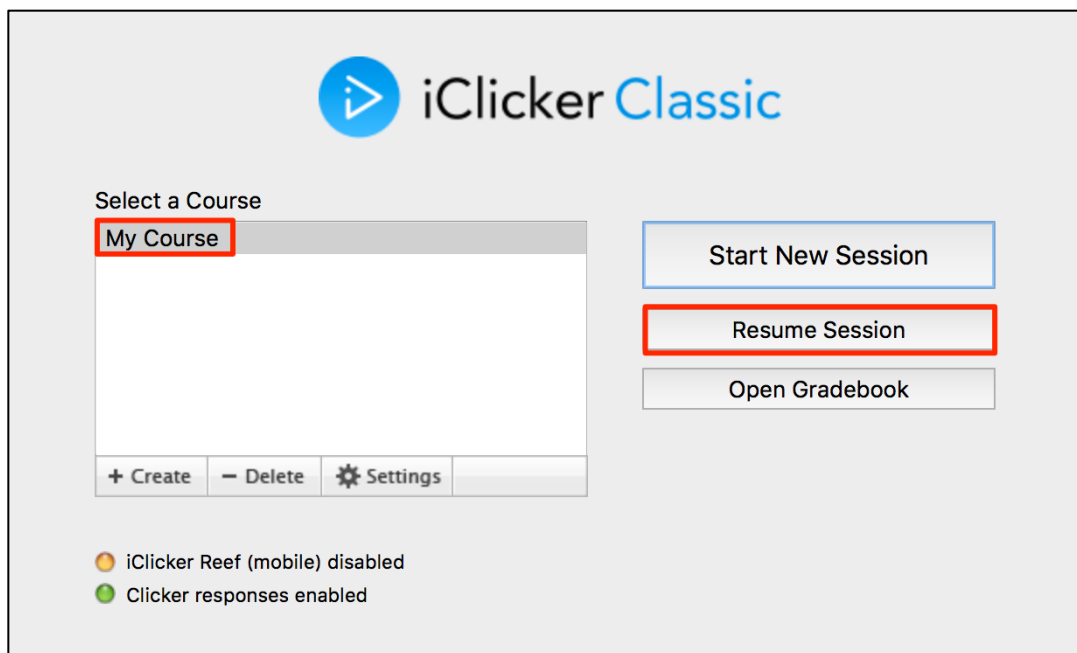 iClicker Classic
Select a Course
My Course
Start New Session
Resume Session
Open Gradebook
+ Create
− Delete
Settings
iClicker Reef (mobile) disabled
Clicker responses enabled